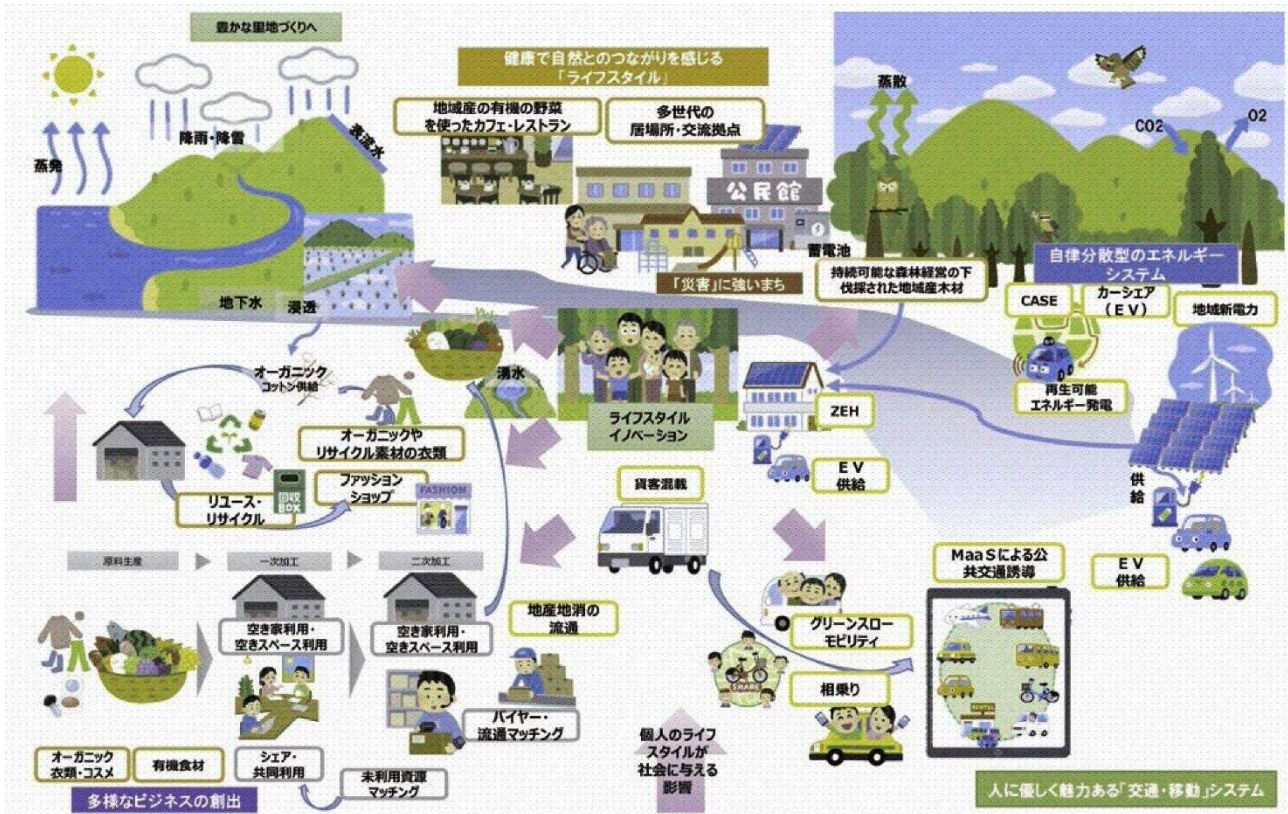 豊かな里地づくりへ
降雨・降雪
表流水
蒸発
地下水
浸透
健康で自然とのつながりを感じる
「ライフスタイル」
地域産の有機の野菜
を使ったカフェ・レストラン
多世代の
居場所・交流拠点
公民館
蓄電池
「災害」に強いまち
蒸散
CO2
O2
持続可能な森林経営の下
伐採された地域産木材
自律分散型のエネルギー
システム
CASE
カーシェア
(EV)
地域新電力
再生可能
エネルギー発電
ZEH
EV
供給
供給
EV
供給
オーガニック
コットン供給
湧水
ライフスタイル
イノベーション
オーガニックや
リサイクル素材の衣類
回収
BOX
リユース・
リサイクル
ファッション
ショップ
FASHION
貨客混載
原料生産
一次加工
二次加工
空き家利用・
空きスペース利用
空き家利用・
空きスペース利用
地産地消の
流通
バイヤー・
流通マッチング
オーガニック
衣類・コスメ
有機食材
シェア・
共同利用
未利用資源
マッチング
多様なビジネスの創出
個人のライフ
スタイルが
社会に与える
影響
SHARE
グリーンスロー
モビリティ
相乗り
MaaSによる公
共交通誘導
RENTAL
人に優しく魅力ある「交通・移動」システム